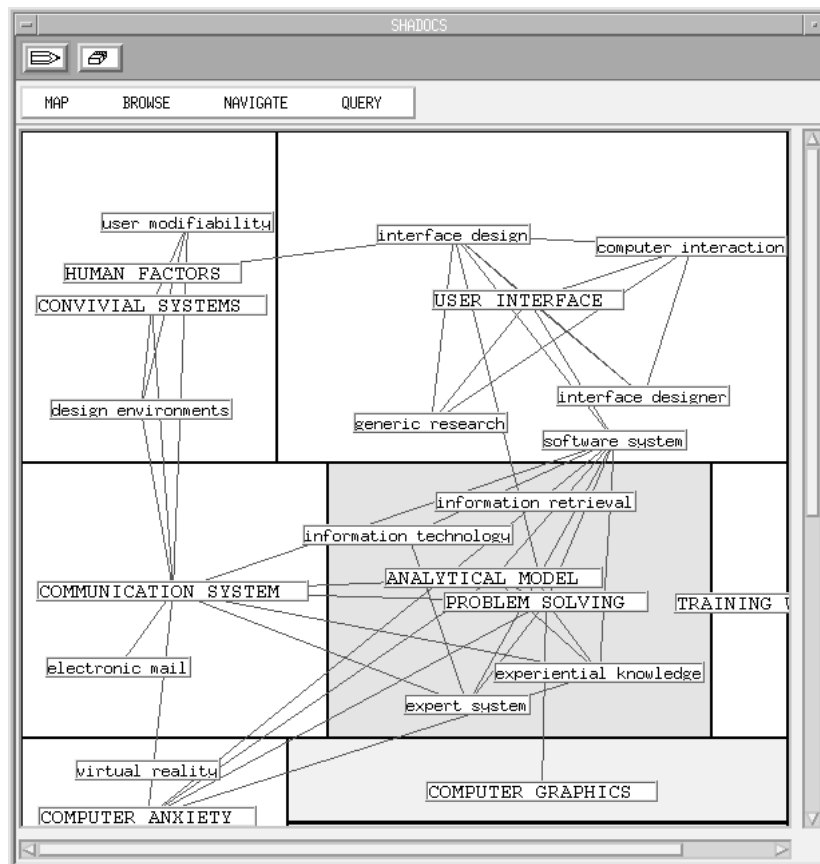 SHADOCS
MAP BROWSE NAVIGATE QUERY
user modifiability
interface design
computer interaction
HUMAN FACTORS
USER INTERFACE
CONVIVIAL SYSTEMS
interface designer
design environments
generic research
software system
information retrieval
information technology
ANALYTICAL MODEL
COMMUNICATION SYSTEM
PROBLEM SOLVING
TRAINING
electronic mail
experiential knowledge
expert system
virtual reality
COMPUTER GRAPHICS
COMPUTER ANXIETY